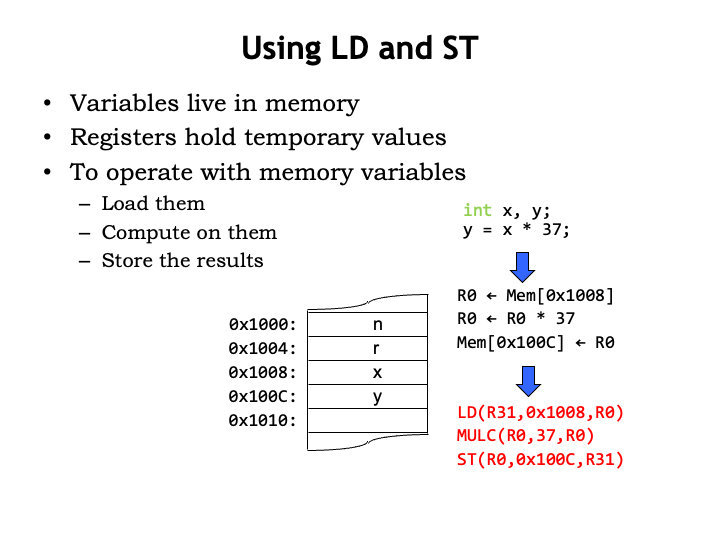 Using LD and ST
• Variables live in memory
• Registers hold temporary values
• To operate with memory variables
– Load them
– Compute on them
– Store the results
int x, y;
y = x * 37;
R0 ← Mem[0x1008]
R0 ← R0 * 37
Mem[0x100C] ← R0
0x1000: n
0x1004: r
0x1008: x
0x100C: y
0x1010:
LD(R31,0x1008,R0)
MULC(R0,37,R0)
ST(R0,0x100C,R31)